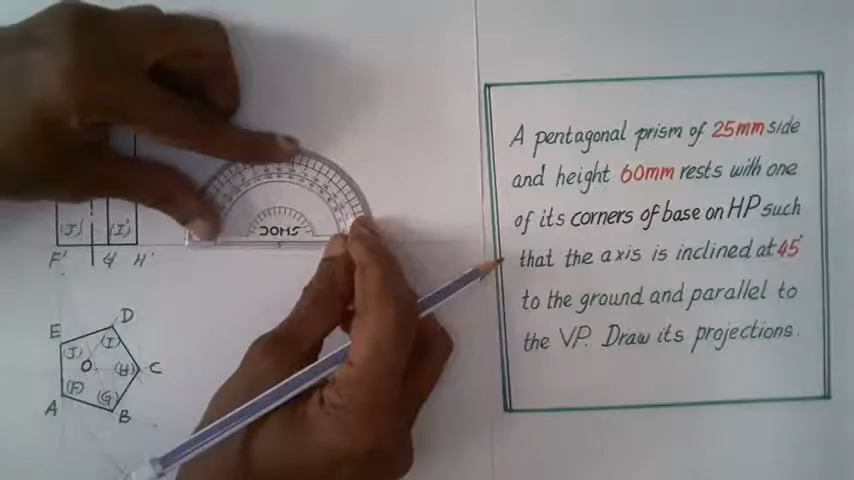 A pentagonal prism of 25mm side
and height 60mm rests with one
of its corners of base on HP such
that the axis is inclined at 45°
to the ground and parallel to
the VP. Draw its projections.
DOMS
(J') (I')
F' G' H'
D
E
(J) (I)
O (H) C
(F) (G)
A B